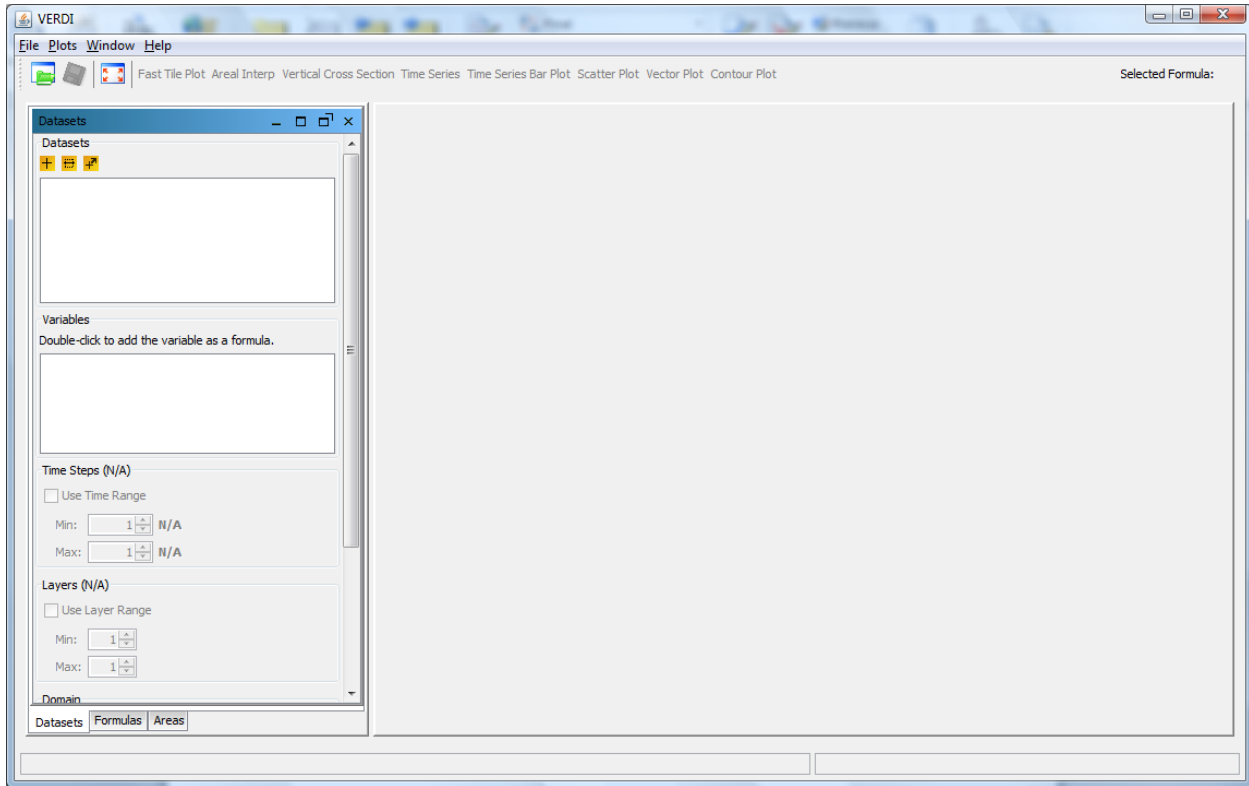 VERDI
File Plots Window Help
Fast Tile Plot Areal Interp Vertical Cross Section Time Series Time Series Bar Plot Scatter Plot Vector Plot Contour Plot Selected Formula:
Datasets
Datasets
Variables
Double-click to add the variable as a formula.
Time Steps (N/A)
Use Time Range
Min: 1 N/A
Max: 1 N/A
Layers (N/A)
Use Layer Range
Min: 1
Max: 1
Domain
Datasets Formulas Areas